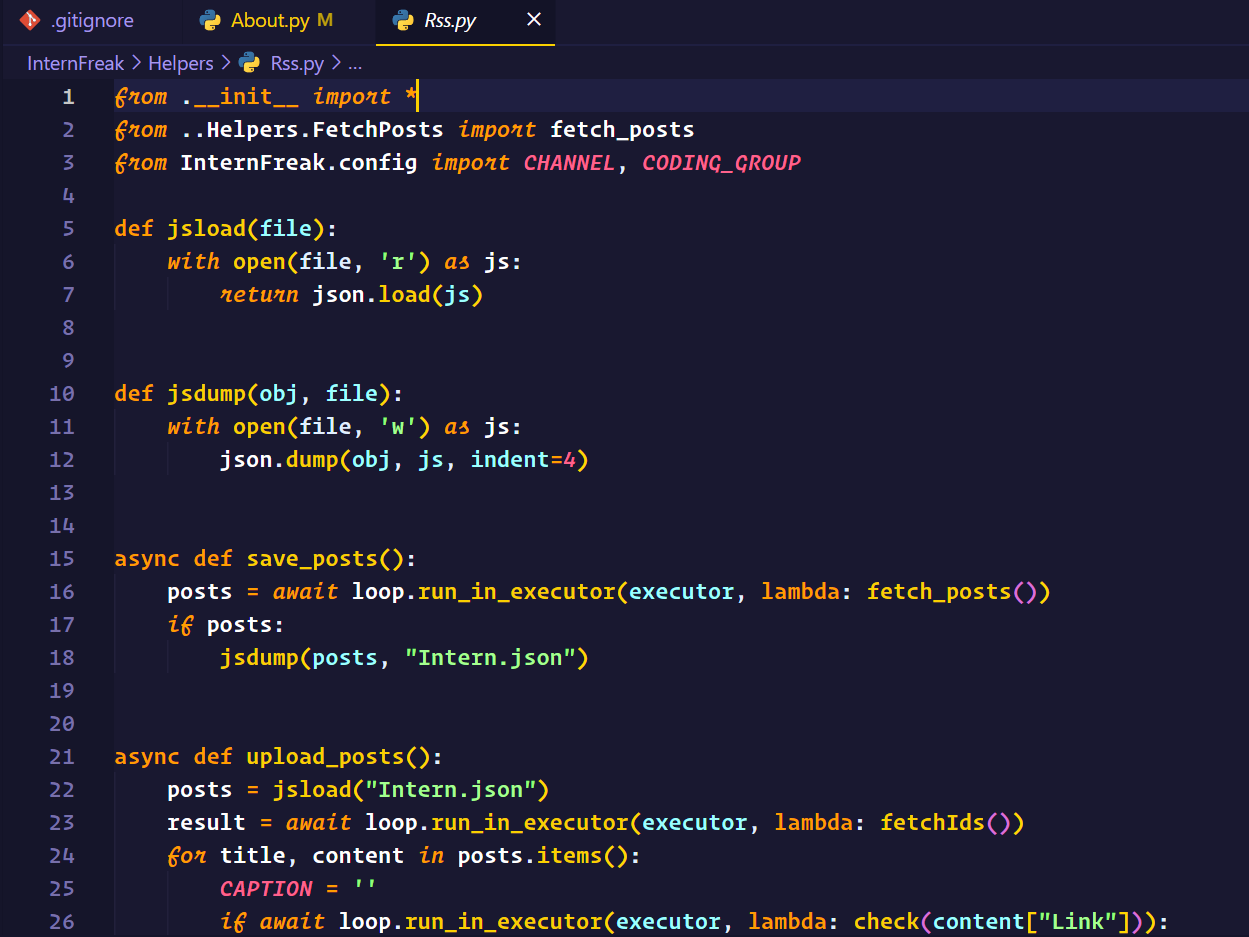 .gitignore About.py M Rss.py ×
InternFreak > Helpers > Rss.py > ...
1 from .__init__ import *
2 from ..Helpers.FetchPosts import fetch_posts
3 from InternFreak.config import CHANNEL, CODING_GROUP
4
5 def jsload(file):
6     with open(file, 'r') as js:
7         return json.load(js)
8
9
10 def jsdump(obj, file):
11     with open(file, 'w') as js:
12         json.dump(obj, js, indent=4)
13
14
15 async def save_posts():
16     posts = await loop.run_in_executor(executor, lambda: fetch_posts())
17     if posts:
18         jsdump(posts, "Intern.json")
19
20
21 async def upload_posts():
22     posts = jsload("Intern.json")
23     result = await loop.run_in_executor(executor, lambda: fetchIds())
24     for title, content in posts.items():
25         CAPTION = ''
26         if await loop.run_in_executor(executor, lambda: check(content["Link"])):